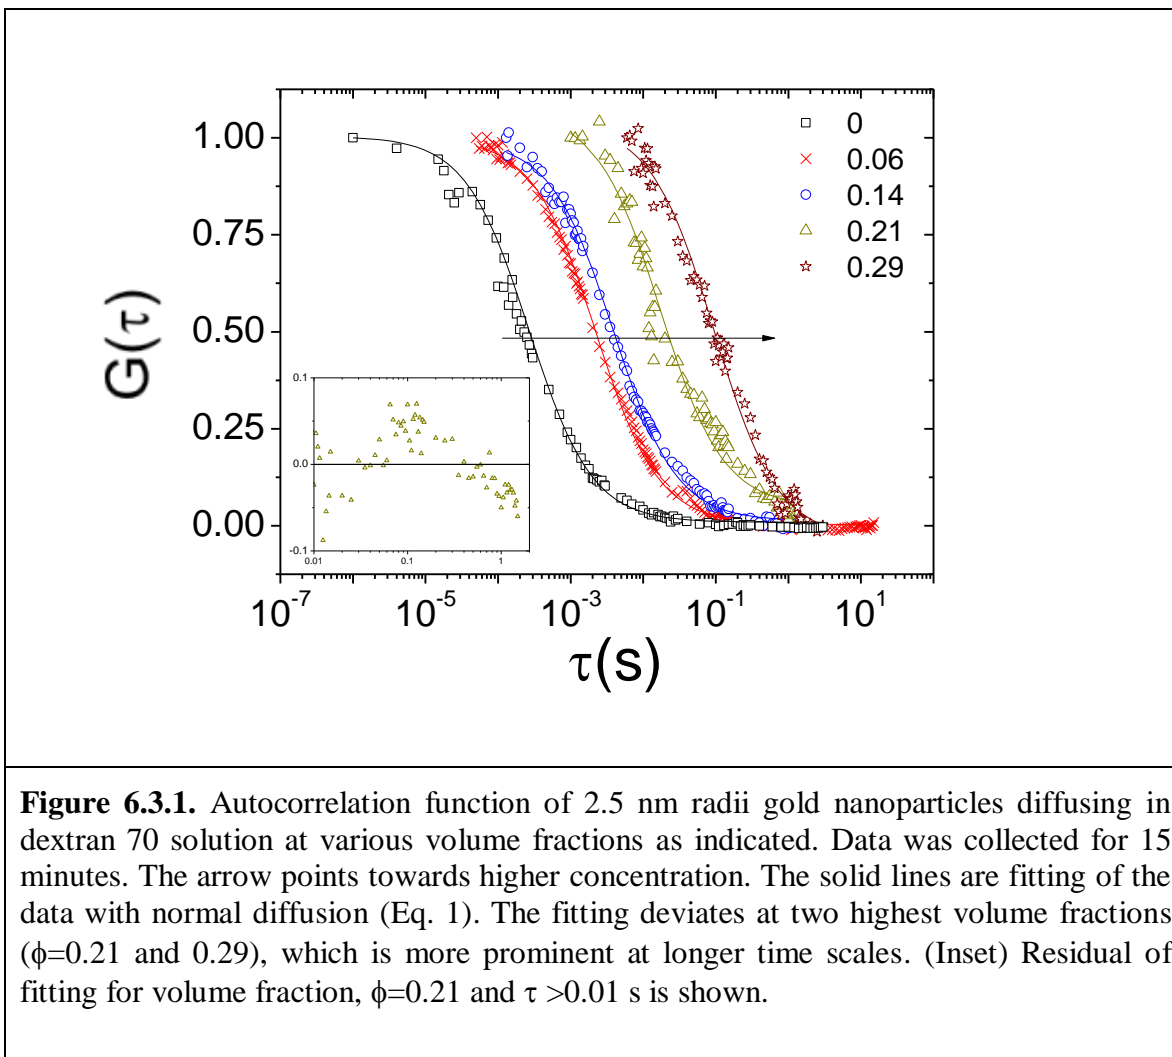 1.00
0.75
0.50
0.25
0.00
G(τ)
0
0.06
0.14
0.21
0.29
0.1
0.0
-0.1
0.01
0.1
1
10⁻⁷
10⁻⁵
10⁻³
10⁻¹
10¹
τ(s)
Figure 6.3.1. Autocorrelation function of 2.5 nm radii gold nanoparticles diffusing in
dextran 70 solution at various volume fractions as indicated. Data was collected for 15
minutes. The arrow points towards higher concentration. The solid lines are fitting of the
data with normal diffusion (Eq. 1). The fitting deviates at two highest volume fractions
(ϕ=0.21 and 0.29), which is more prominent at longer time scales. (Inset) Residual of
fitting for volume fraction, ϕ=0.21 and τ >0.01 s is shown.